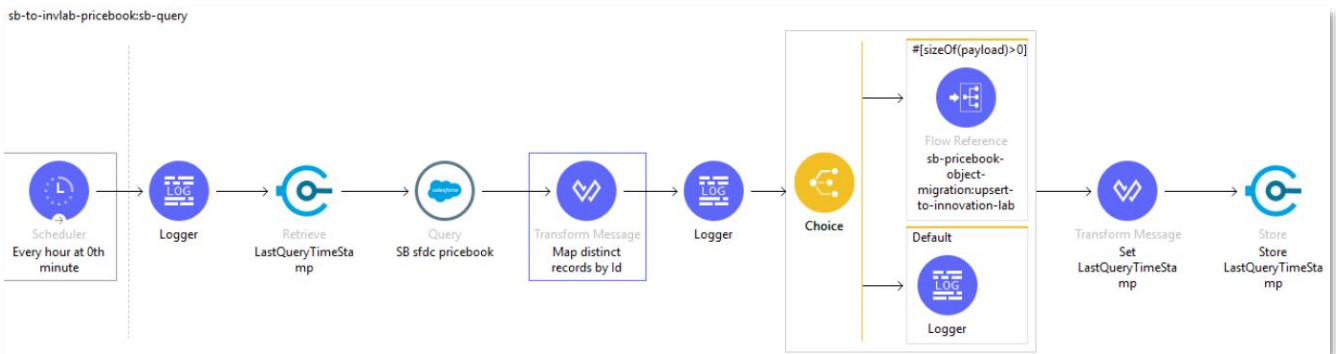 sb-to-invlab-pricebook:sb-query
Scheduler
Every hour at 0th
minute
LOG
Logger
Retrieve
LastQueryTimeSta
mp
salesforce
Query
SB sfdc pricebook
Transform Message
Map distinct
records by Id
LOG
Logger
Choice
#[sizeOf(payload)>0]
Flow Reference
sb-pricebook-
object-
migration:upsert-
to-innovation-lab
Default
LOG
Logger
Transform Message
Set
LastQueryTimeSta
mp
Store
Store
LastQueryTimeSta
mp